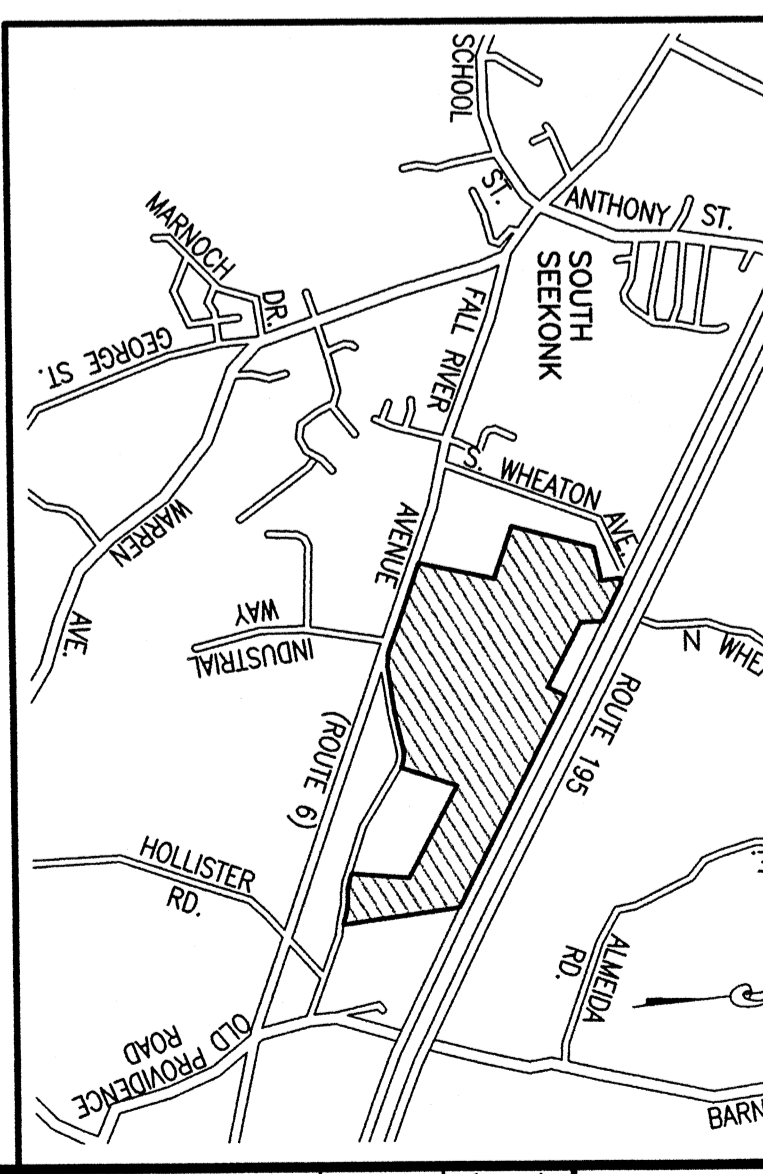 SCHOOL
ST.
ANTHONY ST.
MARNOCH
DR.
SOUTH
SEEKONK
GEORGE ST.
FALL RIVER
S. WHEATON AVE.
WARREN
AVE.
AVENUE
INDUSTRIAL
WAY
N
ROUTE 195
(ROUTE 6)
HOLLISTER
RD.
ALMEIDA
RD.
OLD PROVIDENCE
ROAD